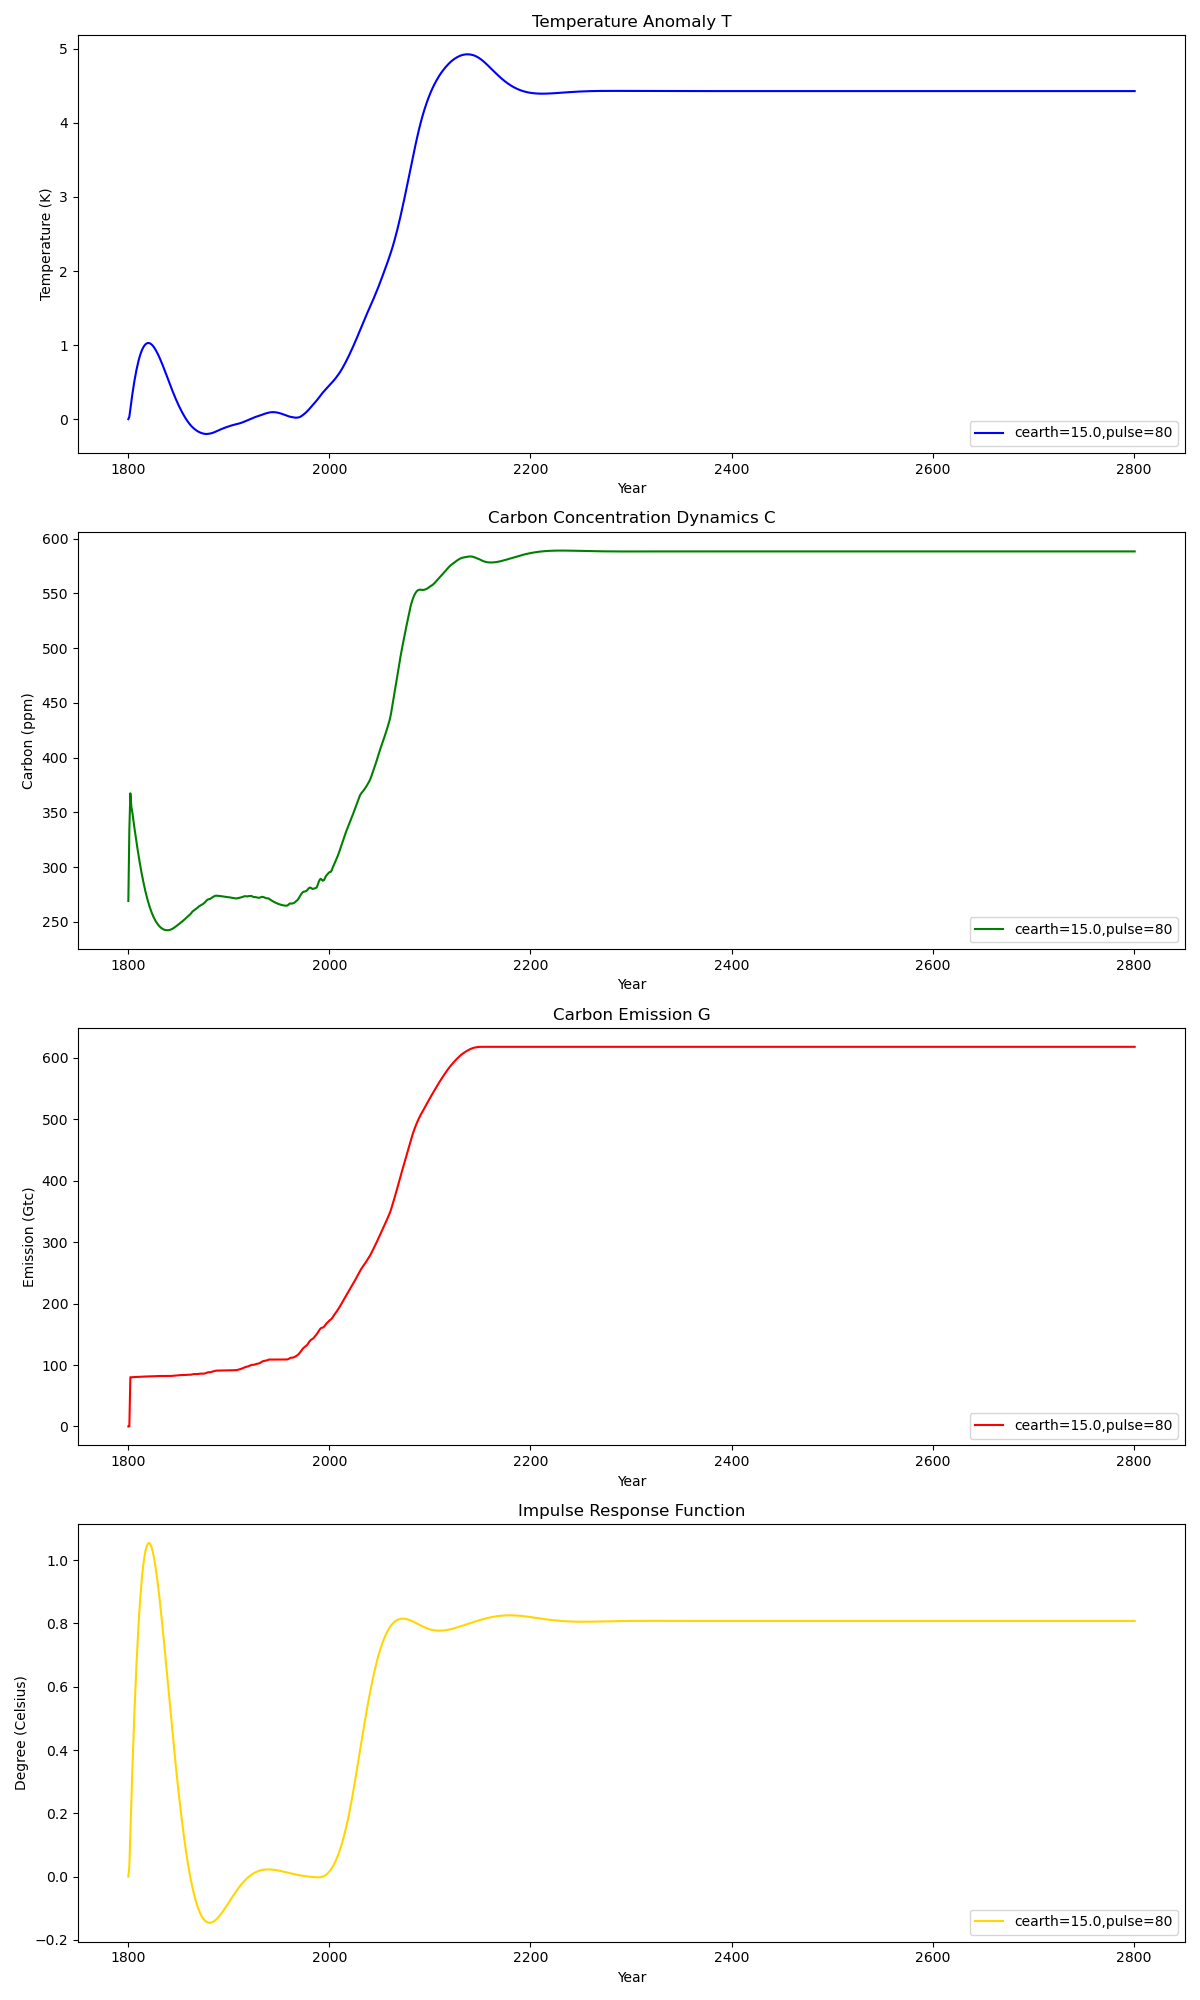 Temperature Anomaly T
5
4
3
2
1
0
Temperature (K)
cearth=15.0,pulse=80
1800 2000 2200 2400 2600 2800
Year
Carbon Concentration Dynamics C
600
550
500
450
400
350
300
250
Carbon (ppm)
cearth=15.0,pulse=80
1800 2000 2200 2400 2600 2800
Year
Carbon Emission G
600
500
400
300
200
100
0
Emission (Gtc)
cearth=15.0,pulse=80
1800 2000 2200 2400 2600 2800
Year
Impulse Response Function
1.0
0.8
0.6
0.4
0.2
0.0
−0.2
Degree (Celsius)
cearth=15.0,pulse=80
1800 2000 2200 2400 2600 2800
Year